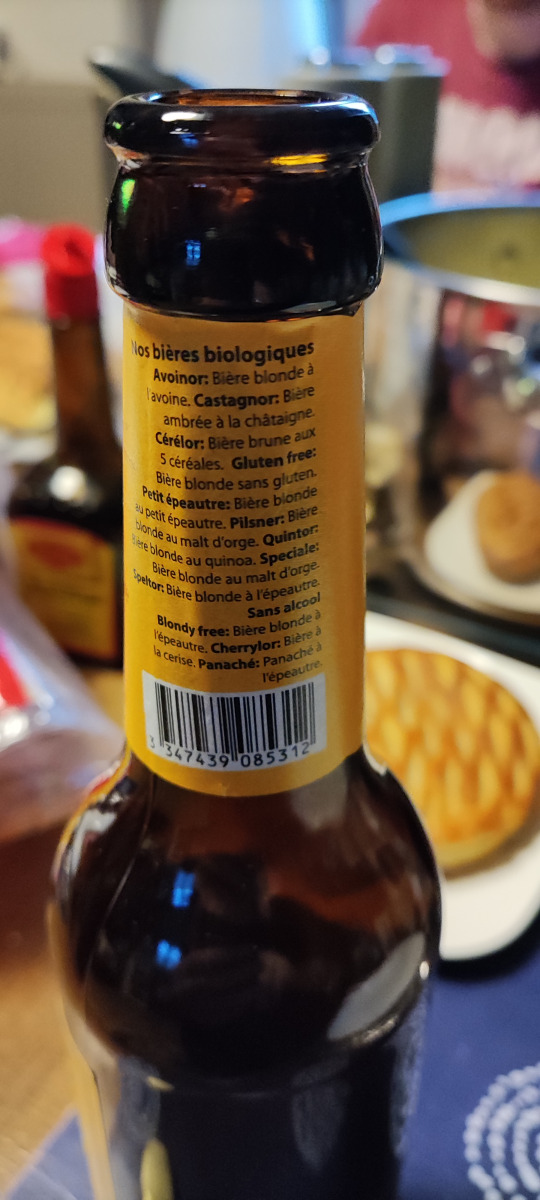 Nos bières biologiques
Avoinor: Bière blonde à
l'avoine. Castagnor: Bière
ambrée à la châtaigne.
Cérélor: Bière brune aux
5 céréales. Gluten free:
Bière blonde sans gluten.
Petit épeautre: Bière blonde
au petit épeautre. Pilsner: Bière
blonde au malt d'orge. Quintor:
Bière blonde au quinoa. Speciale:
Bière blonde au malt d'orge.
Speltor: Bière blonde à l'épeautre.
Sans alcool
Blondy free: Bière blonde à
l'épeautre. Cherrylor: Bière à
la cerise. Panaché: Panaché à
l'épeautre.
3 347439 085312